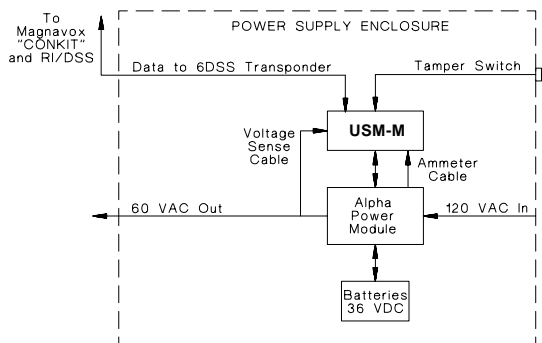 To
Magnavox
"CONKIT"
and RI/DSS
POWER SUPPLY ENCLOSURE
Data to 6DSS Transponder
Tamper Switch
USM-M
Voltage
Sense
Cable
Ammeter
Cable
60 VAC Out
Alpha
Power
Module
120 VAC In
Batteries
36 VDC